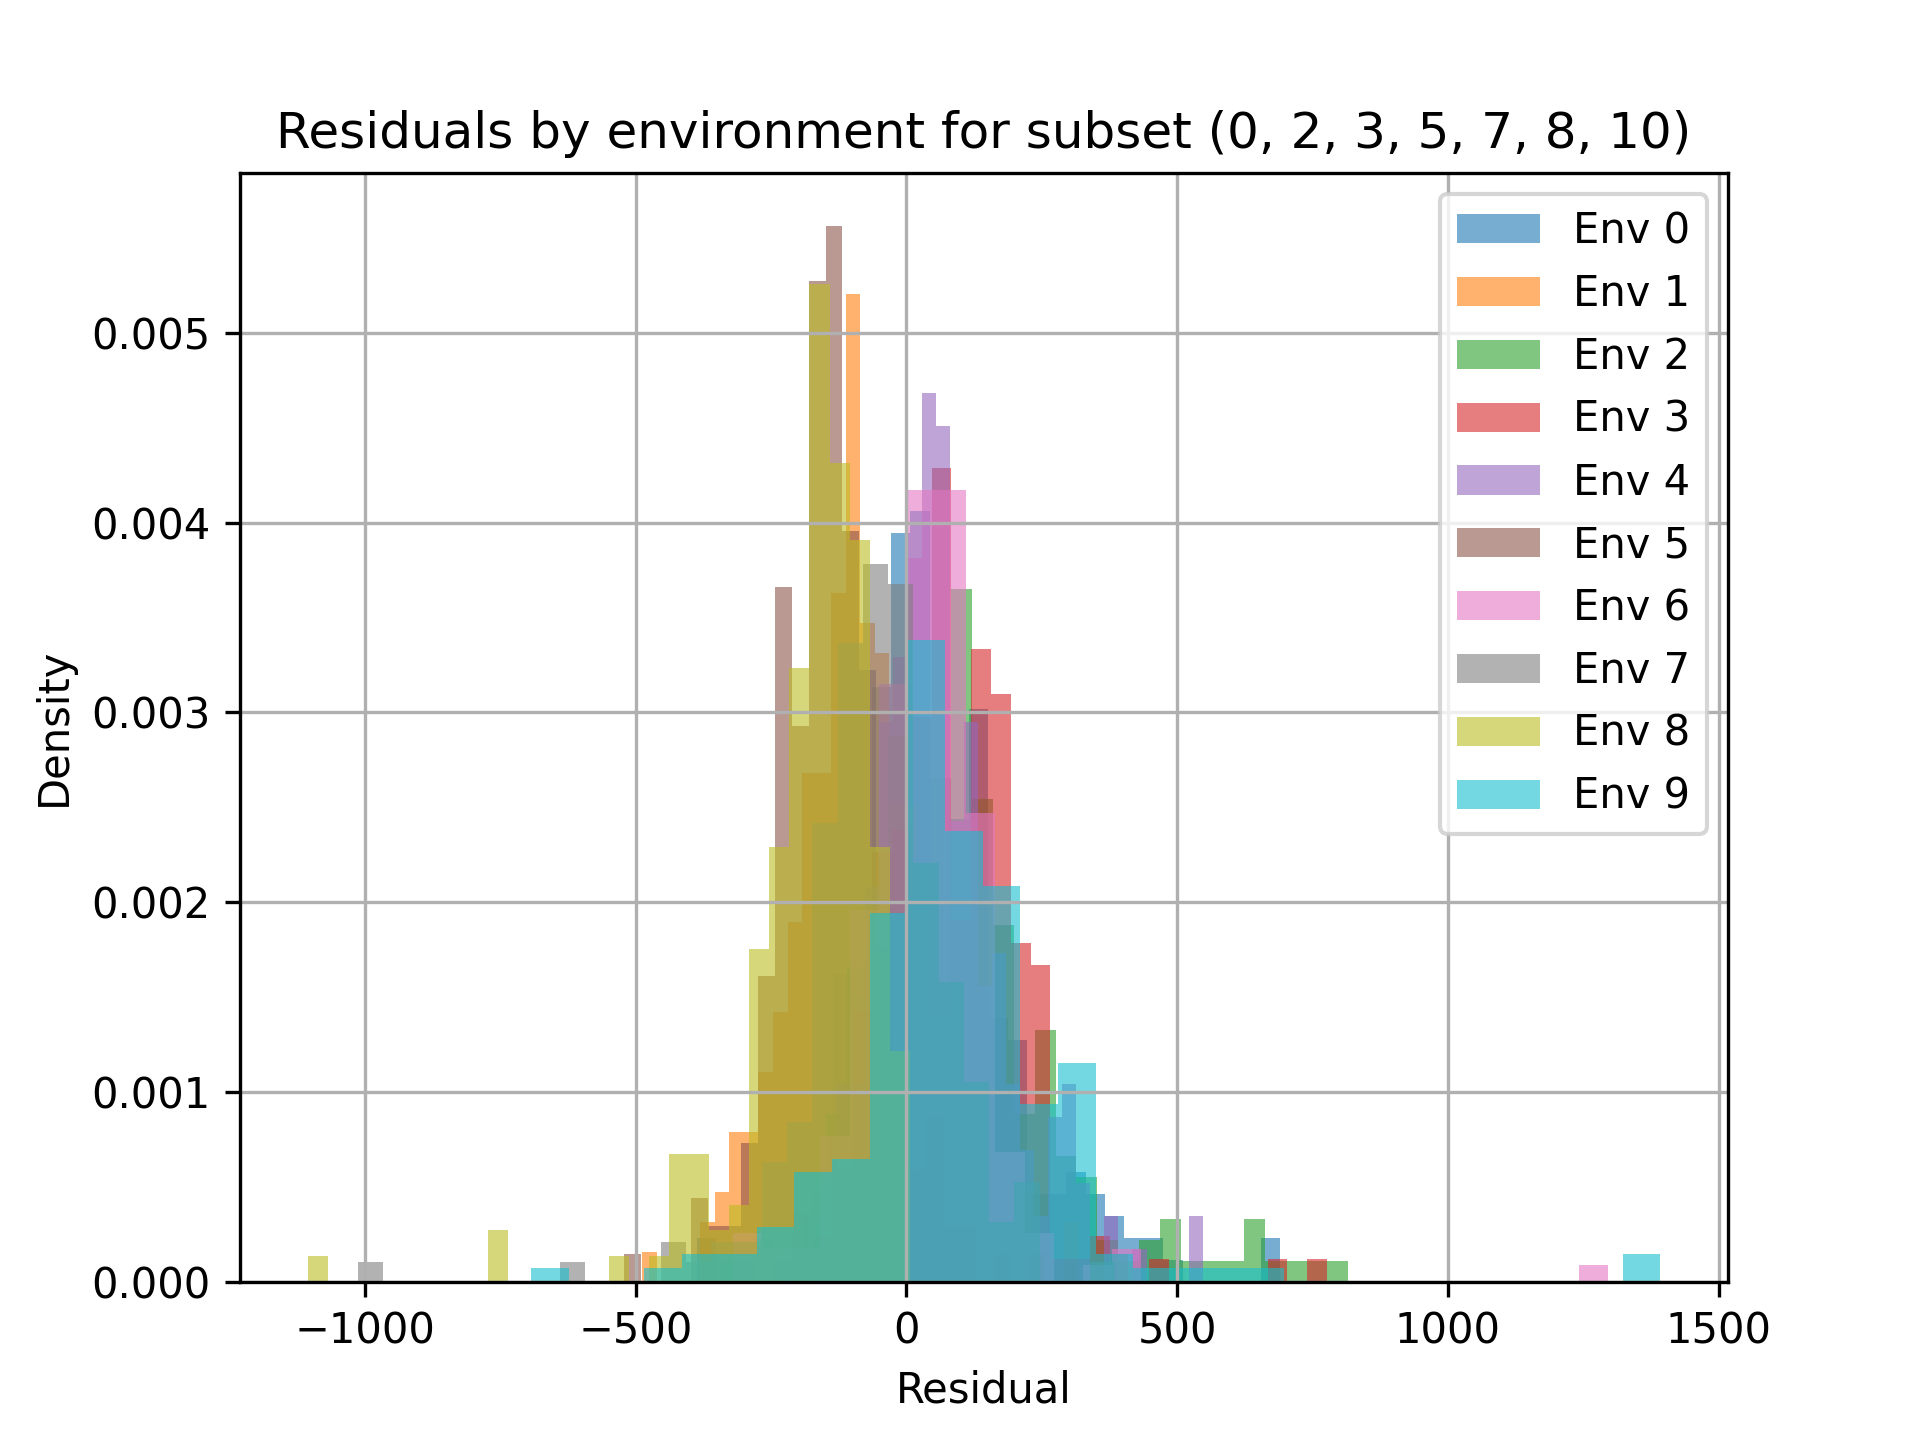 Residuals by environment for subset (0, 2, 3, 5, 7, 8, 10)
Env 0
Env 1
Env 2
Env 3
Env 4
Env 5
Env 6
Env 7
Env 8
Env 9
0.005
0.004
0.003
0.002
0.001
0.000
Density
−1000
−500
0
500
1000
1500
Residual